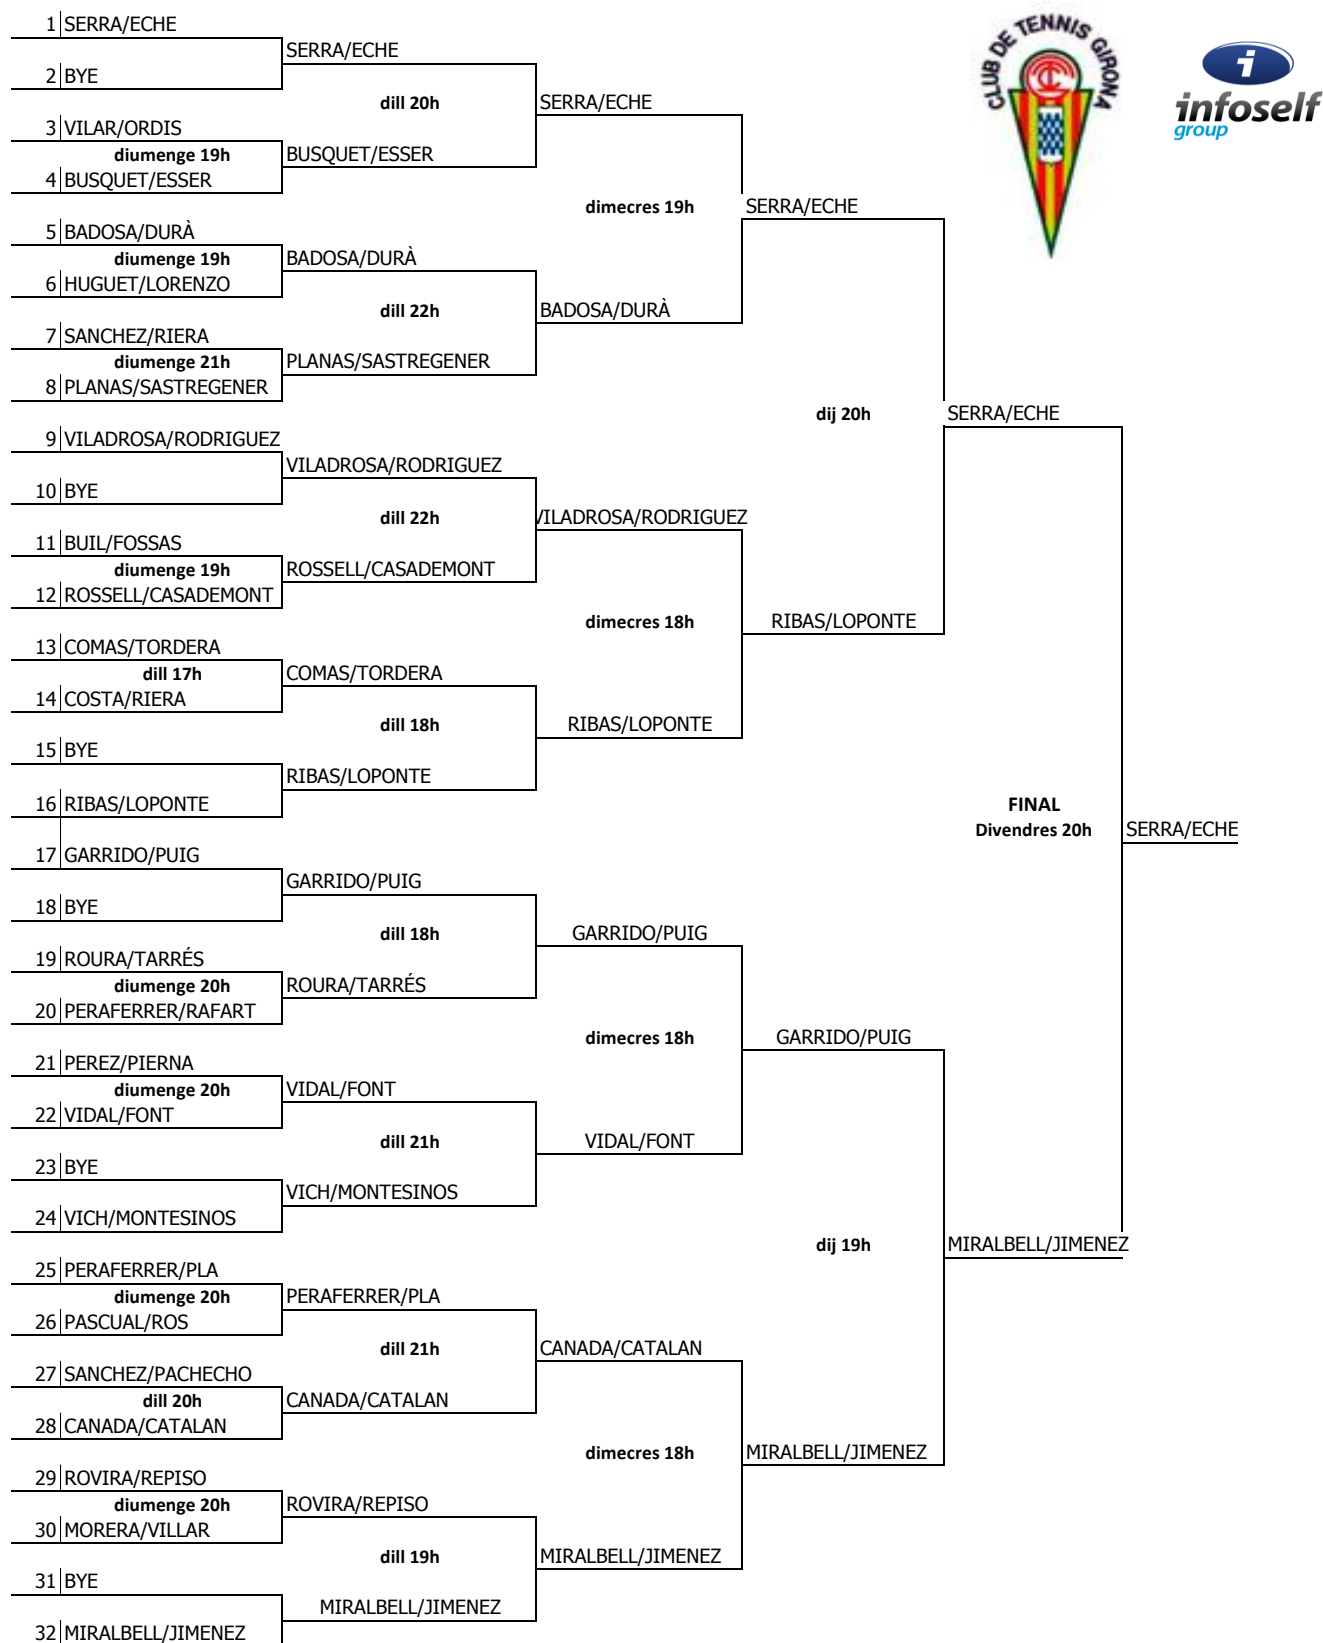 CLUB DE TENNIS GIRONA
i
infoself
group
1 SERRA/ECHE
SERRA/ECHE
2 BYE
dill 20h
SERRA/ECHE
3 VILAR/ORDIS
diumenge 19h
BUSQUET/ESSER
4 BUSQUET/ESSER
dimecres 19h
SERRA/ECHE
5 BADOSA/DURÀ
diumenge 19h
BADOSA/DURÀ
6 HUGUET/LORENZO
dill 22h
BADOSA/DURÀ
7 SANCHEZ/RIERA
diumenge 21h
PLANAS/SASTREGENER
8 PLANAS/SASTREGENER
dij 20h
SERRA/ECHE
9 VILADROSA/RODRIGUEZ
VILADROSA/RODRIGUEZ
10 BYE
dill 22h
VILADROSA/RODRIGUEZ
11 BUIL/FOSSAS
diumenge 19h
ROSSELL/CASADEMONT
12 ROSSELL/CASADEMONT
dimecres 18h
RIBAS/LOPONTE
13 COMAS/TORDERA
dill 17h
COMAS/TORDERA
14 COSTA/RIERA
dill 18h
RIBAS/LOPONTE
15 BYE
RIBAS/LOPONTE
16 RIBAS/LOPONTE
FINAL
Divendres 20h
SERRA/ECHE
17 GARRIDO/PUIG
GARRIDO/PUIG
18 BYE
dill 18h
GARRIDO/PUIG
19 ROURA/TARRÉS
diumenge 20h
ROURA/TARRÉS
20 PERAFERRER/RAFART
dimecres 18h
GARRIDO/PUIG
21 PEREZ/PIERNA
diumenge 20h
VIDAL/FONT
22 VIDAL/FONT
dill 21h
VIDAL/FONT
23 BYE
VICH/MONTESINOS
24 VICH/MONTESINOS
dij 19h
MIRALBELL/JIMENEZ
25 PERAFERRER/PLA
diumenge 20h
PERAFERRER/PLA
26 PASCUAL/ROS
dill 21h
CANADA/CATALAN
27 SANCHEZ/PACHECHO
dill 20h
CANADA/CATALAN
28 CANADA/CATALAN
dimecres 18h
MIRALBELL/JIMENEZ
29 ROVIRA/REPISO
diumenge 20h
ROVIRA/REPISO
30 MORERA/VILLAR
dill 19h
MIRALBELL/JIMENEZ
31 BYE
MIRALBELL/JIMENEZ
32 MIRALBELL/JIMENEZ